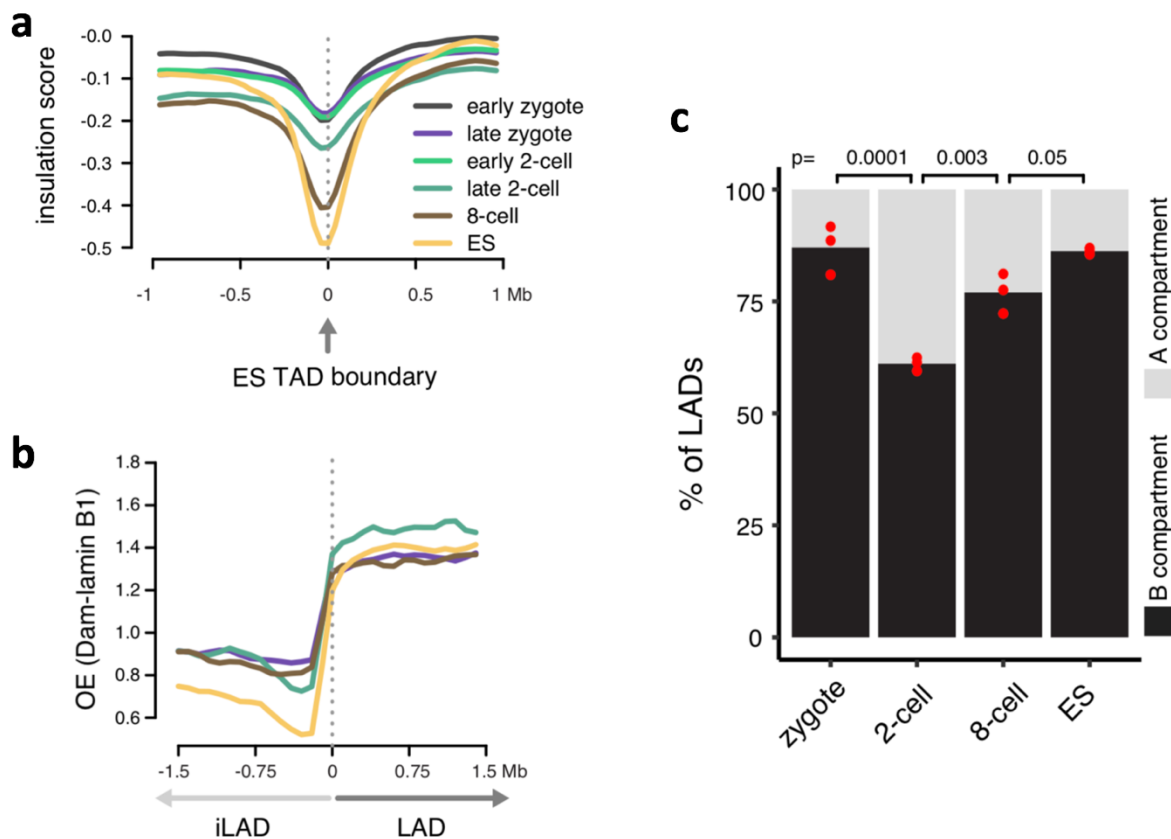 a
insulation score
-0.0
-0.1
-0.2
-0.3
-0.4
-0.5
early zygote
late zygote
early 2-cell
late 2-cell
8-cell
ES
-1 -0.5 0 0.5 1 Mb
ES TAD boundary
b
OE (Dam-lamin B1)
1.8
1.6
1.4
1.2
1.0
0.8
0.6
-1.5 -0.75 0 0.75 1.5 Mb
iLAD LAD
c
p= 0.0001 0.003 0.05
% of LADs
100
75
50
25
0
zygote 2-cell 8-cell ES
A compartment
B compartment